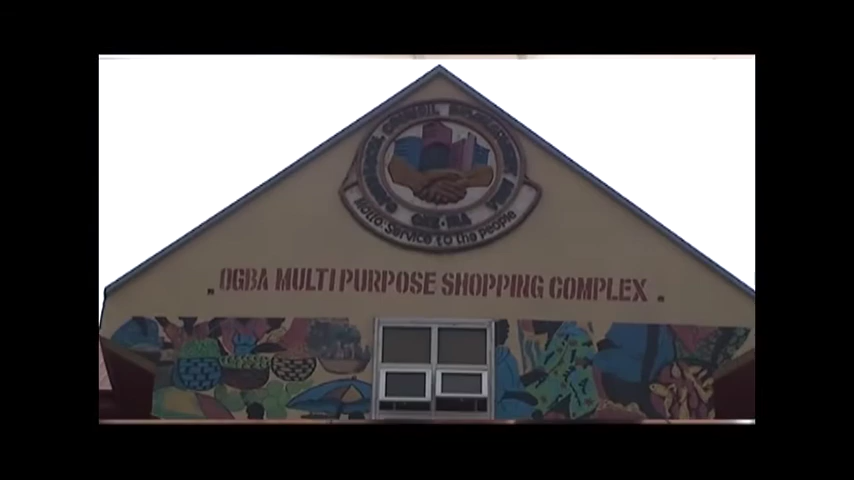 Motto: Service to the people
OGBA MULTIPURPOSE SHOPPING COMPLEX